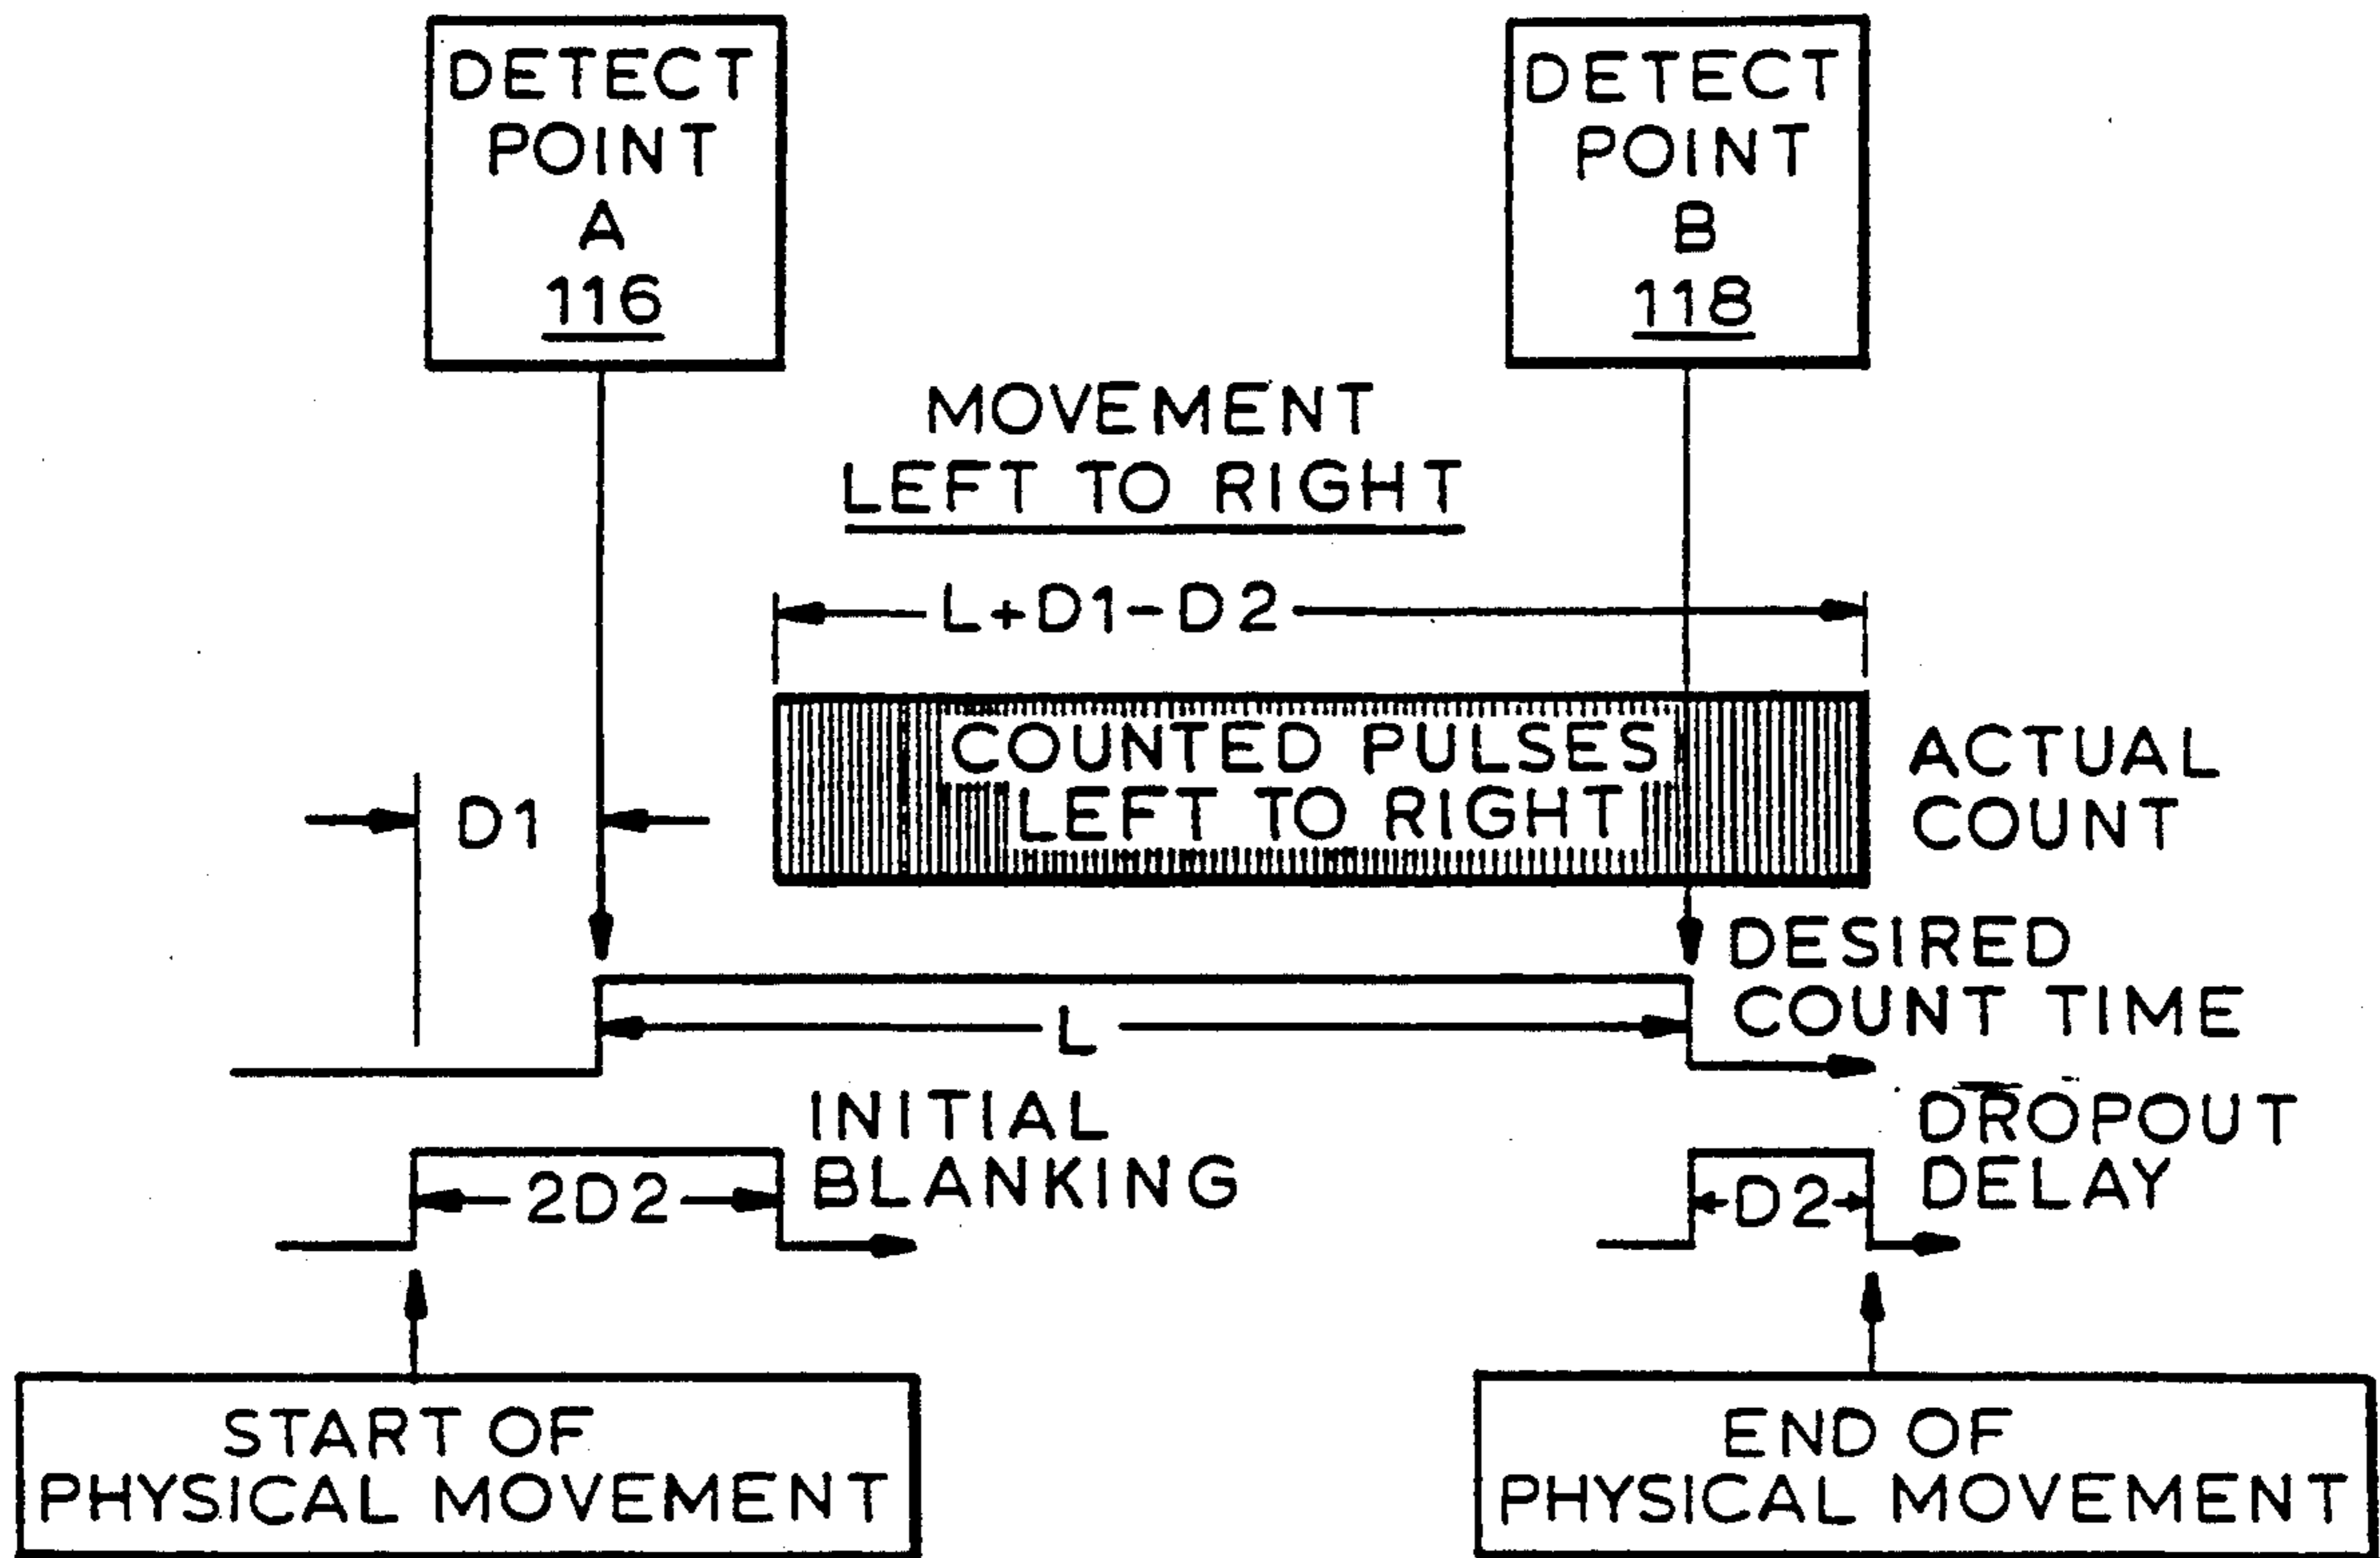 DETECT
POINT
A
116
DETECT
POINT
B
118
MOVEMENT
LEFT TO RIGHT
L+D1-D2
COUNTED PULSES
LEFT TO RIGHT
ACTUAL
COUNT
D1
DESIRED
COUNT TIME
L
INITIAL
BLANKING
2D2
DROPOUT
DELAY
D2
START OF
PHYSICAL MOVEMENT
END OF
PHYSICAL MOVEMENT